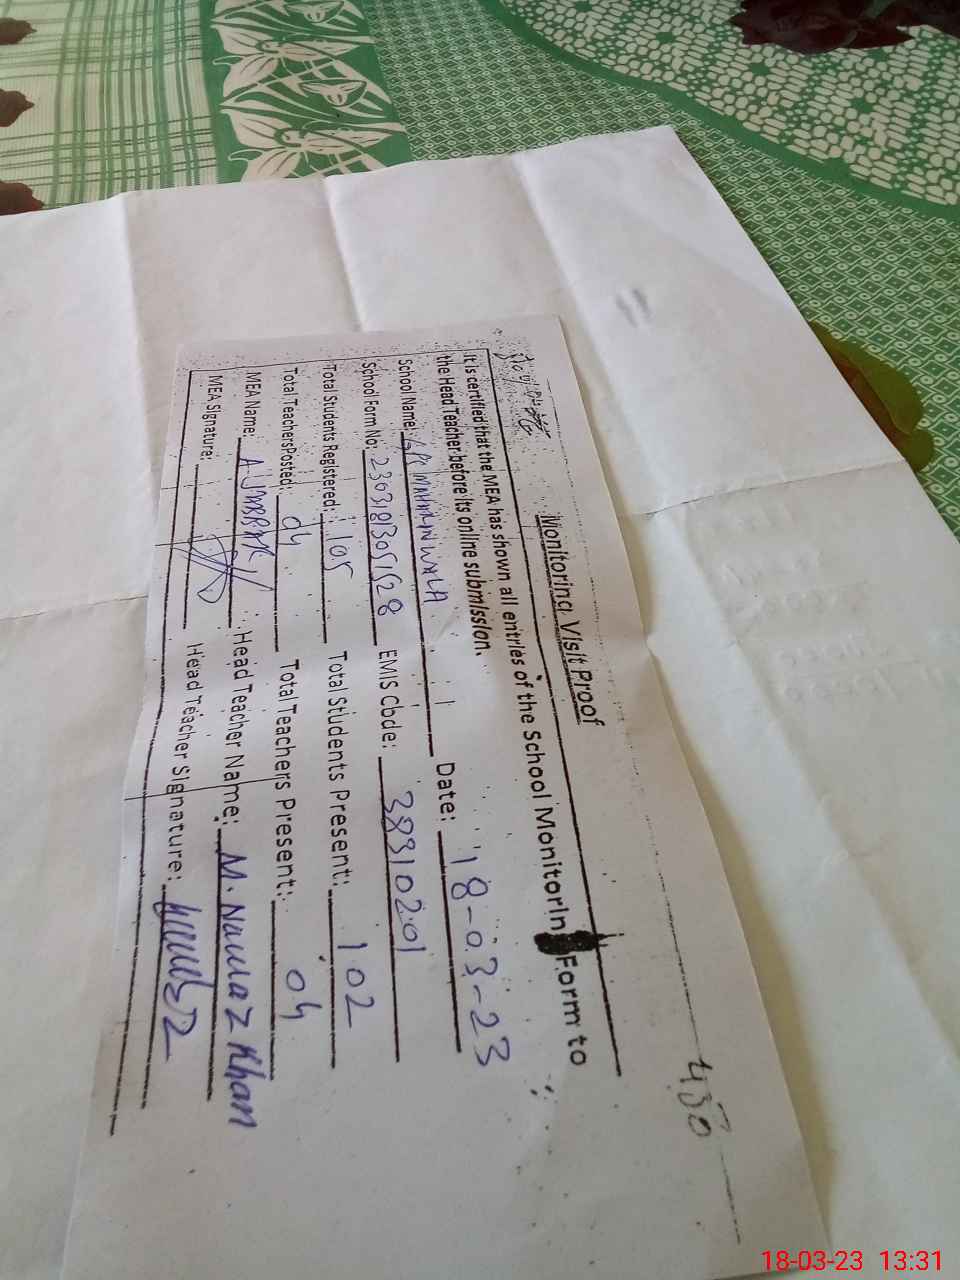 Monitoring Visit Proof
430
It is certified that the MEA has shown all entries of the School Monitorin Form to
the Head Teacher before its online submission.
School Name: Date: 18-03-23
School Form No: EMIS Code: 38310201
Total Students Registered: 105 Total Students Present: 102
Total Teachers Posted: 04 Total Teachers Present: 04
MEA Name: A. JABBAR Head Teacher Name: M. Nawaz Khan
MEA Signature: Head Teacher Signature:
18-03-23 13:31